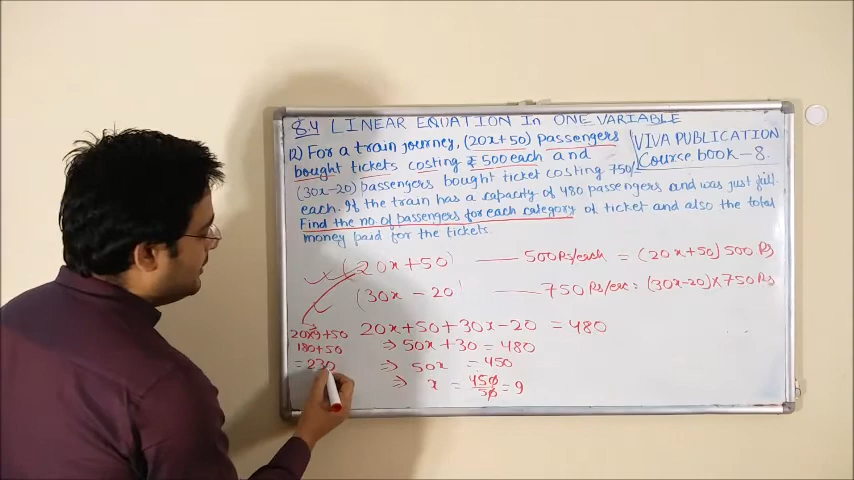 8.4 LINEAR EQUATION In ONE VARIABLE
12) For a train journey, (20x+50) Passengers
bought tickets costing ₹ 500 each and
VIVA PUBLICATION
Course book - 8.
(30x-20) passengers bought ticket costing 750/-
each. If the train has a capacity of 480 passengers and was just full.
Find the no. of passengers for each category of ticket and also the total
money paid for the tickets.
(20x+50) —— 500 Rs/each = (20x+50) 500 Rs
(30x-20) —— 750 Rs/ = (30x-20)×750 Rs
20x+50+30x-20 = 480
⇒ 50x+30 = 480
⇒ 50x = 450
⇒ x = 450/50 = 9
20×9+50
180+50
= 230